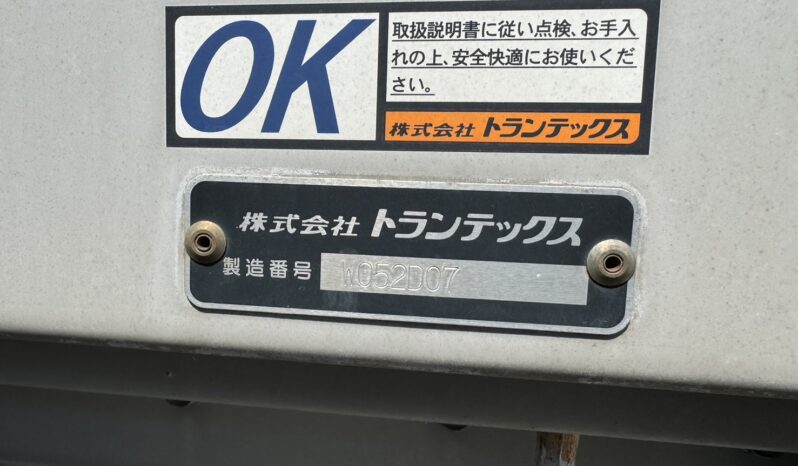 OK
取扱説明書に従い点検、お手入
れの上、安全快適にお使いくだ
さい。
株式会社 トランテックス
株式会社 トランテックス
製造番号 W052D07